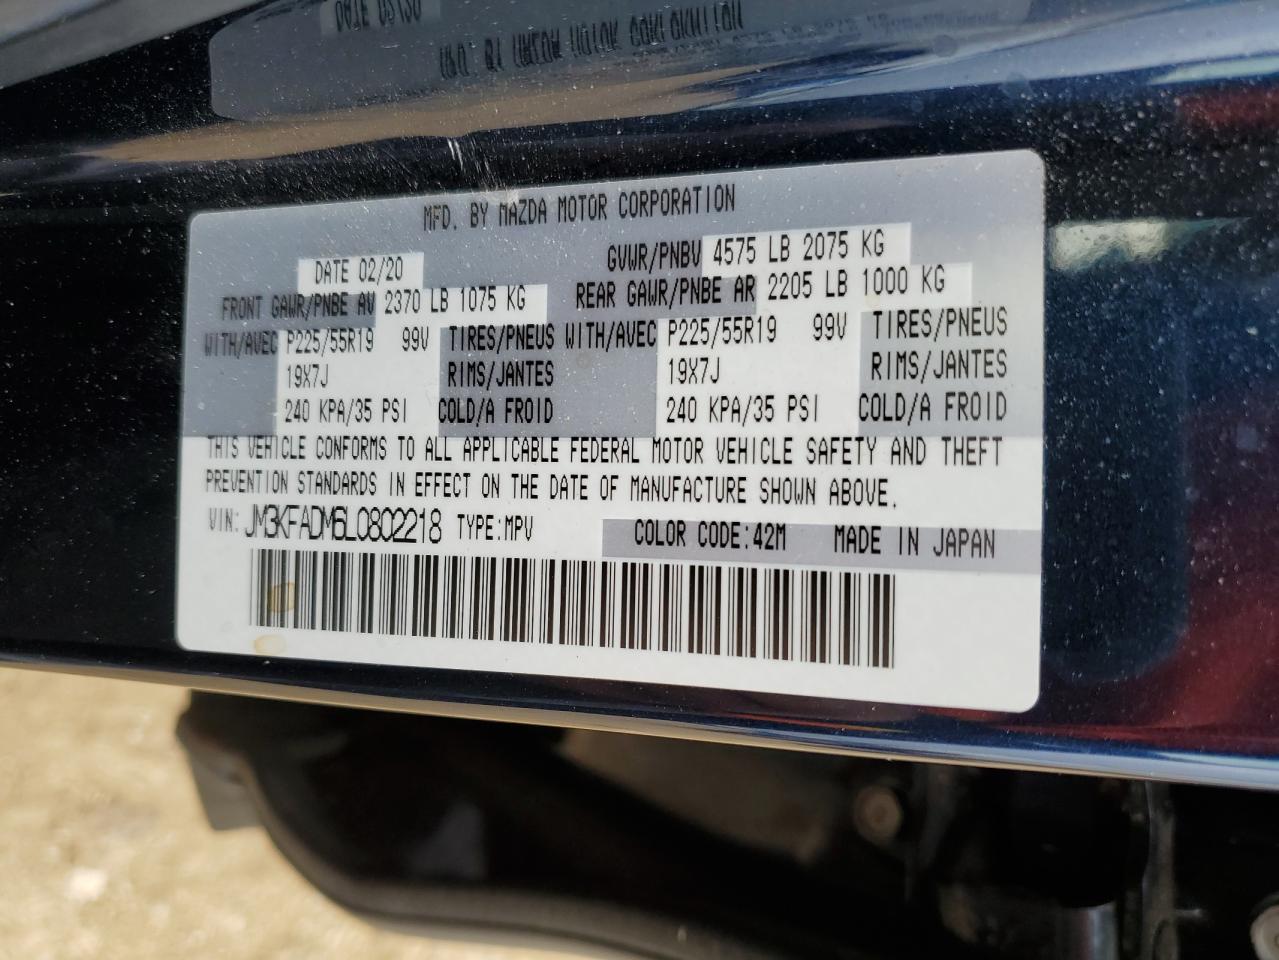 MFD. BY MAZDA MOTOR CORPORATION
DATE 02/20 GVWR/PNBV 4575 LB 2075 KG
FRONT GAWR/PNBE AV 2370 LB 1075 KG REAR GAWR/PNBE AR 2205 LB 1000 KG
WITH/AVEC P225/55R19 99V TIRES/PNEUS WITH/AVEC P225/55R19 99V TIRES/PNEUS
19X7J RIMS/JANTES 19X7J RIMS/JANTES
240 KPA/35 PSI COLD/A FROID 240 KPA/35 PSI COLD/A FROID
THIS VEHICLE CONFORMS TO ALL APPLICABLE FEDERAL MOTOR VEHICLE SAFETY AND THEFT
PREVENTION STANDARDS IN EFFECT ON THE DATE OF MANUFACTURE SHOWN ABOVE.
VIN: JM3KFADM6L0802218 TYPE:MPV COLOR CODE:42M MADE IN JAPAN